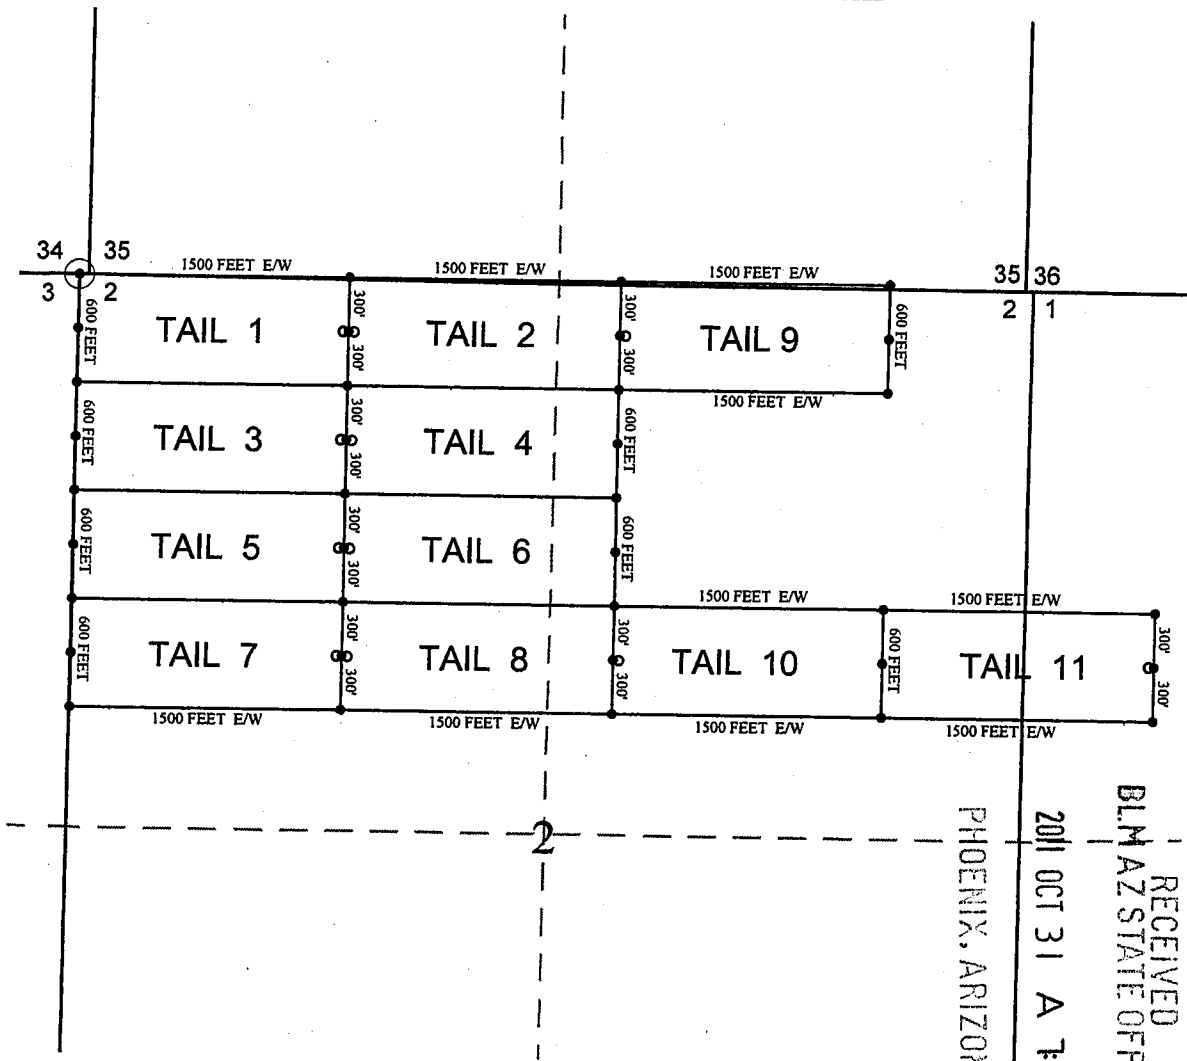 34 35
3 2
35 36
2 1
1500 FEET E/W
1500 FEET E/W
1500 FEET E/W
600 FEET
TAIL 1
300'
300'
TAIL 2
300'
300'
TAIL 9
600 FEET
1500 FEET E/W
600 FEET
TAIL 3
300'
300'
TAIL 4
600 FEET
600 FEET
TAIL 5
300'
300'
TAIL 6
600 FEET
1500 FEET E/W
1500 FEET E/W
600 FEET
TAIL 7
300'
300'
TAIL 8
300'
300'
TAIL 10
600 FEET
TAIL 11
300'
300'
1500 FEET E/W
1500 FEET E/W
1500 FEET E/W
1500 FEET E/W
2
RECEIVED
BLM AZ STATE OFF
2011 OCT 31 A
PHOENIX, ARIZO